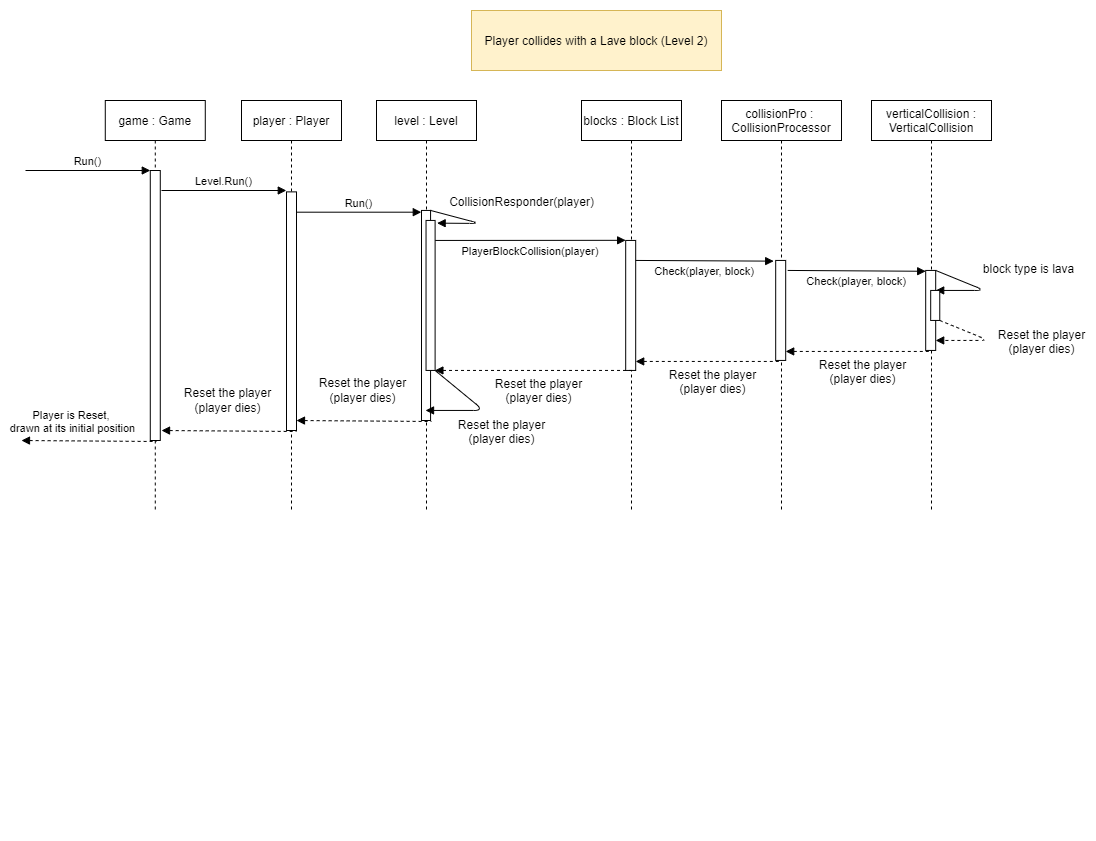 Player collides with a Lave block (Level 2)
game : Game
player : Player
level : Level
blocks : Block List
collisionPro :
CollisionProcessor
verticalCollision :
VerticalCollision
Run()
Level.Run()
Run()
CollisionResponder(player)
PlayerBlockCollision(player)
Check(player, block)
Check(player, block)
block type is lava
Reset the player
(player dies)
Reset the player
(player dies)
Reset the player
(player dies)
Reset the player
(player dies)
Reset the player
(player dies)
Reset the player
(player dies)
Reset the player
(player dies)
Player is Reset,
drawn at its initial position